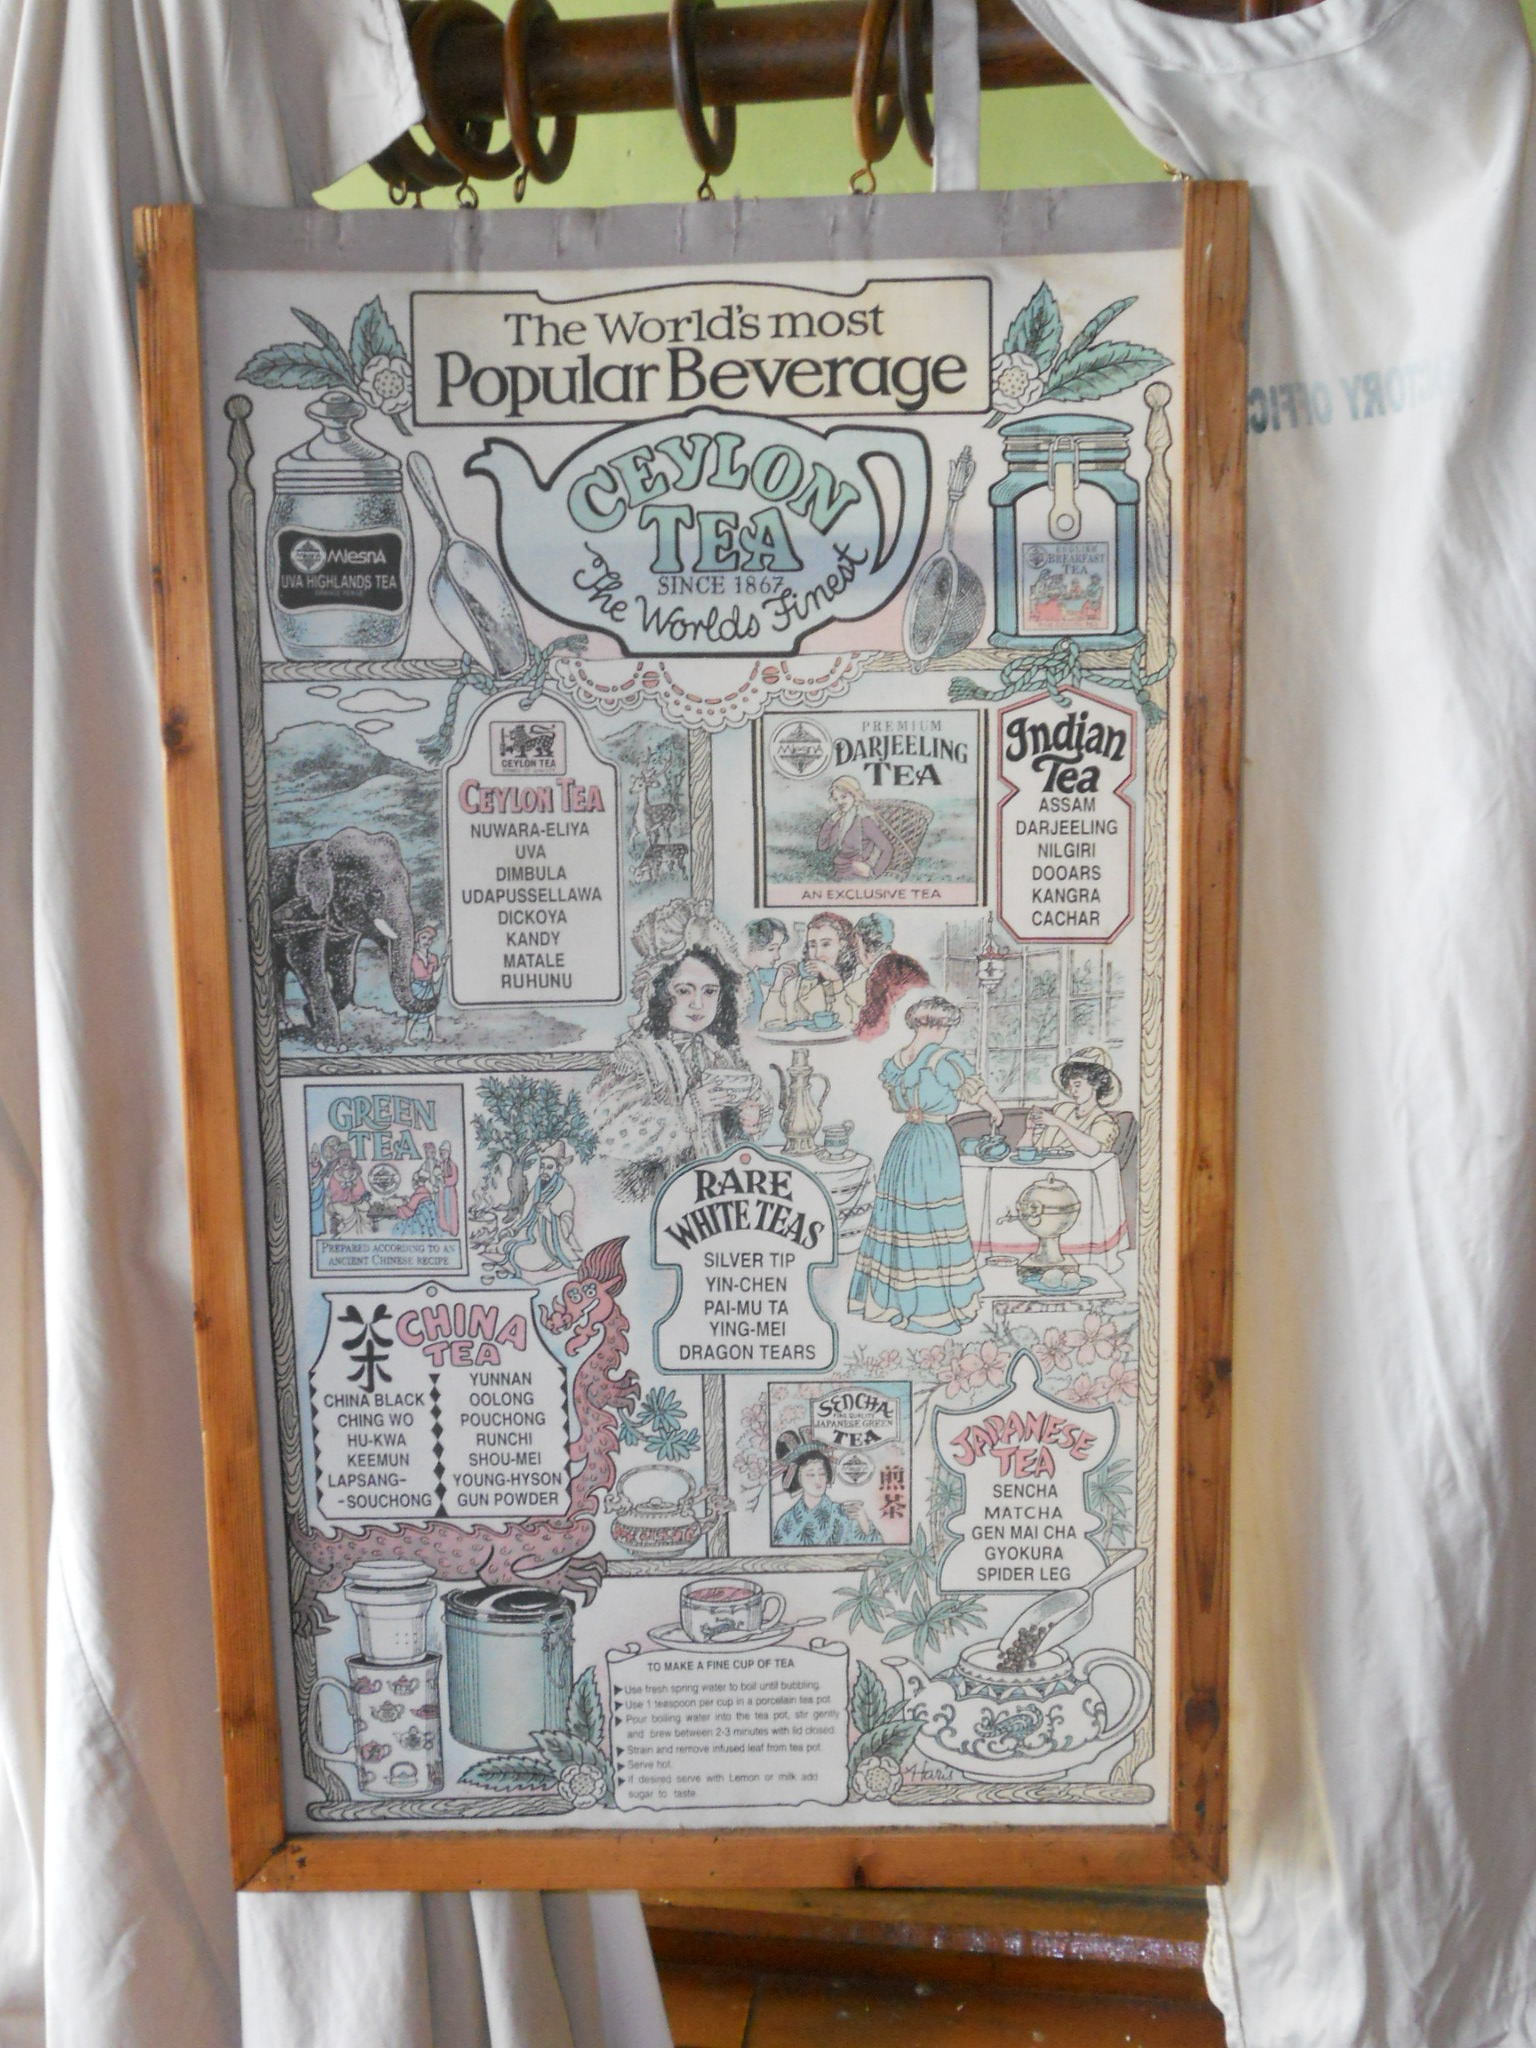 The World's most
Popular Beverage
CEYLON
TEA
SINCE 1867
The Worlds Finest
MlesnA
UVA HIGHLANDS TEA
ENGLISH
BREAKFAST
TEA
CTORY OFFIC
CEYLON TEA
CEYLON TEA
NUWARA-ELIYA
UVA
DIMBULA
UDAPUSSELLAWA
DICKOYA
KANDY
MATALE
RUHUNU
MlesnA
PREMIUM
DARJEELING
TEA
AN EXCLUSIVE TEA
Indian
Tea
ASSAM
DARJEELING
NILGIRI
DOOARS
KANGRA
CACHAR
GREEN
TEA
PREPARED ACCORDING TO AN
ANCIENT CHINESE RECIPE
RARE
WHITE TEAS
SILVER TIP
YIN-CHEN
PAI-MU TA
YING-MEI
DRAGON TEARS
茶
CHINA
TEA
CHINA BLACK
CHING WO
HU-KWA
KEEMUN
LAPSANG-
-SOUCHONG
YUNNAN
OOLONG
POUCHONG
RUNCHI
SHOU-MEI
YOUNG-HYSON
GUN POWDER
SENCHA
FINE QUALITY
JAPANESE GREEN
TEA
煎茶
JAPANESE
TEA
SENCHA
MATCHA
GEN MAI CHA
GYOKURA
SPIDER LEG
TO MAKE A FINE CUP OF TEA
▶ Use fresh spring water to boil until bubbling.
▶ Use 1 teaspoon per cup in a porcelain tea pot.
▶ Pour boiling water into the tea pot, stir gently
and brew between 2-3 minutes with lid closed.
▶ Strain and remove infused leaf from tea pot.
▶ Serve hot.
▶ If desired serve with Lemon or milk add
sugar to taste.
Haris